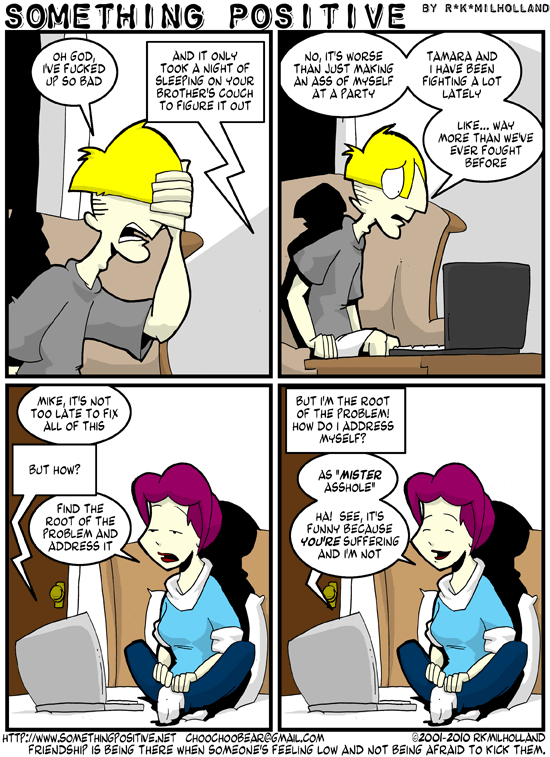 SOMETHING POSITIVE BY R*K*MILHOLLAND
OH GOD,
I'VE FUCKED
UP SO BAD
AND IT ONLY
TOOK A NIGHT OF
SLEEPING ON YOUR
BROTHER'S COUCH
TO FIGURE IT OUT
NO, IT'S WORSE
THAN JUST MAKING
AN ASS OF MYSELF
AT A PARTY
TAMARA AND
I HAVE BEEN
FIGHTING A LOT
LATELY
LIKE... WAY
MORE THAN WE'VE
EVER FOUGHT
BEFORE
MIKE, IT'S NOT
TOO LATE TO FIX
ALL OF THIS
BUT HOW?
FIND THE
ROOT OF THE
PROBLEM AND
ADDRESS IT
BUT I'M THE ROOT
OF THE PROBLEM!
HOW DO I ADDRESS
MYSELF?
AS "MISTER
ASSHOLE"
HA! SEE, IT'S
FUNNY BECAUSE
YOU'RE SUFFERING
AND I'M NOT
HTTP://WWW.SOMETHINGPOSITIVE.NET CHOOCHOOBEAR@GMAIL.COM ©2001-2010 RKMILHOLLAND
FRIENDSHIP IS BEING THERE WHEN SOMEONE'S FEELING LOW AND NOT BEING AFRAID TO KICK THEM.